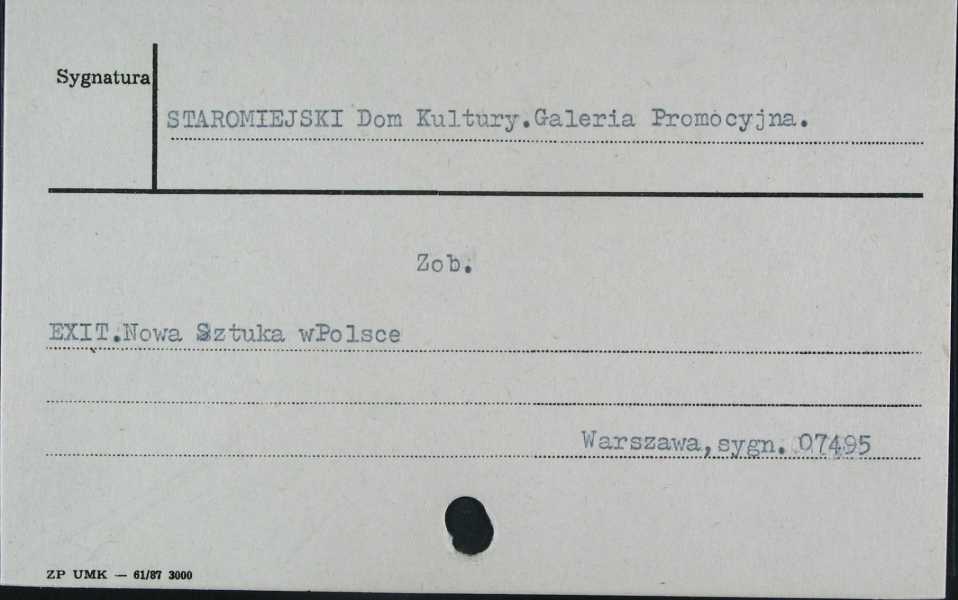 Sygnatura
STAROMIEJSKI Dom Kultury.Galeria Promocyjna.
Zob.
EXIT.Nowa Sztuka wPolsce
Warszawa,sygn. 07495
ZP UMK — 61/87 3000